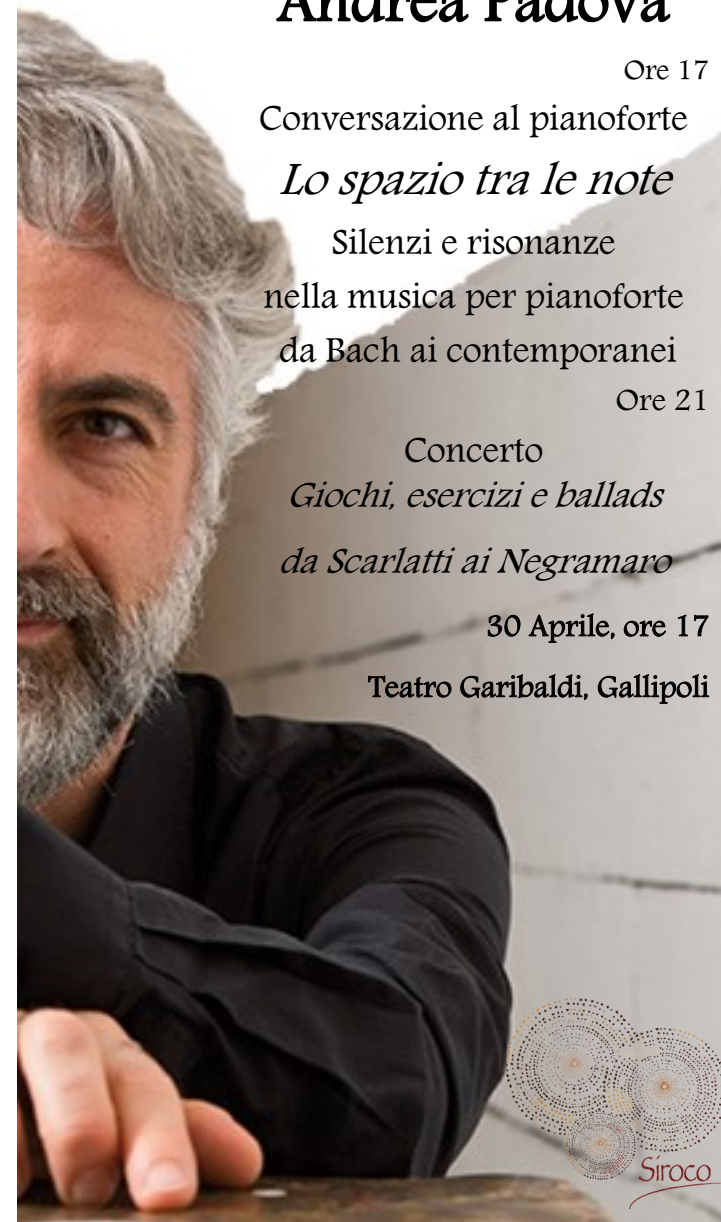 Andrea Padova
Ore 17
Conversazione al pianoforte
Lo spazio tra le note
Silenzi e risonanze
nella musica per pianoforte
da Bach ai contemporanei
Ore 21
Concerto
Giochi, esercizi e ballads
da Scarlatti ai Negramaro
30 Aprile, ore 17
Teatro Garibaldi, Gallipoli
Siroco